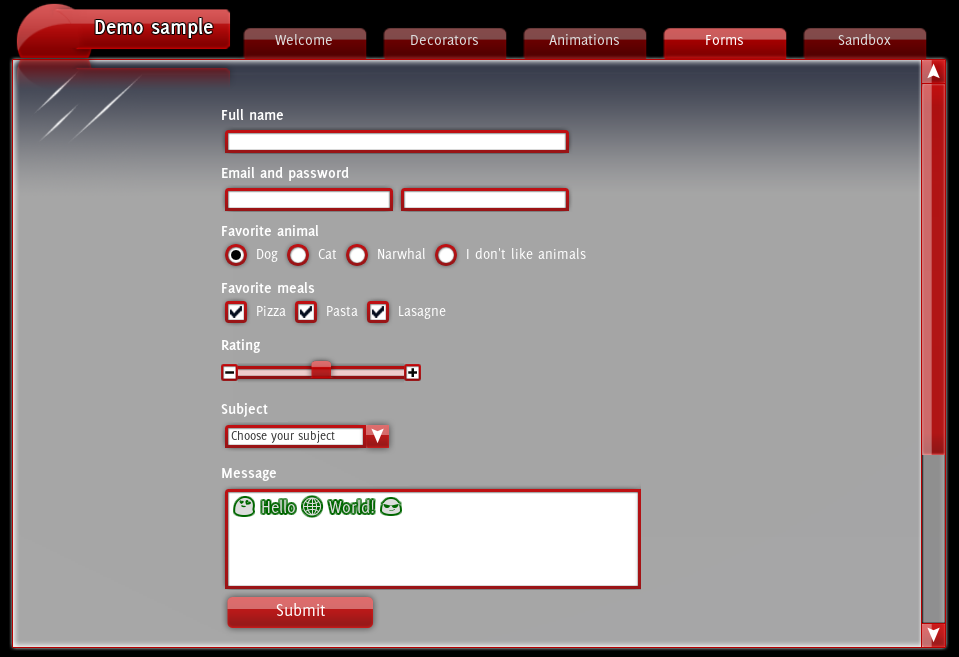 Demo sample
Welcome Decorators Animations Forms Sandbox
Full name
Email and password
Favorite animal
Dog Cat Narwhal I don't like animals
Favorite meals
Pizza Pasta Lasagne
Rating
Subject
Choose your subject
Message
Hello World!
Submit